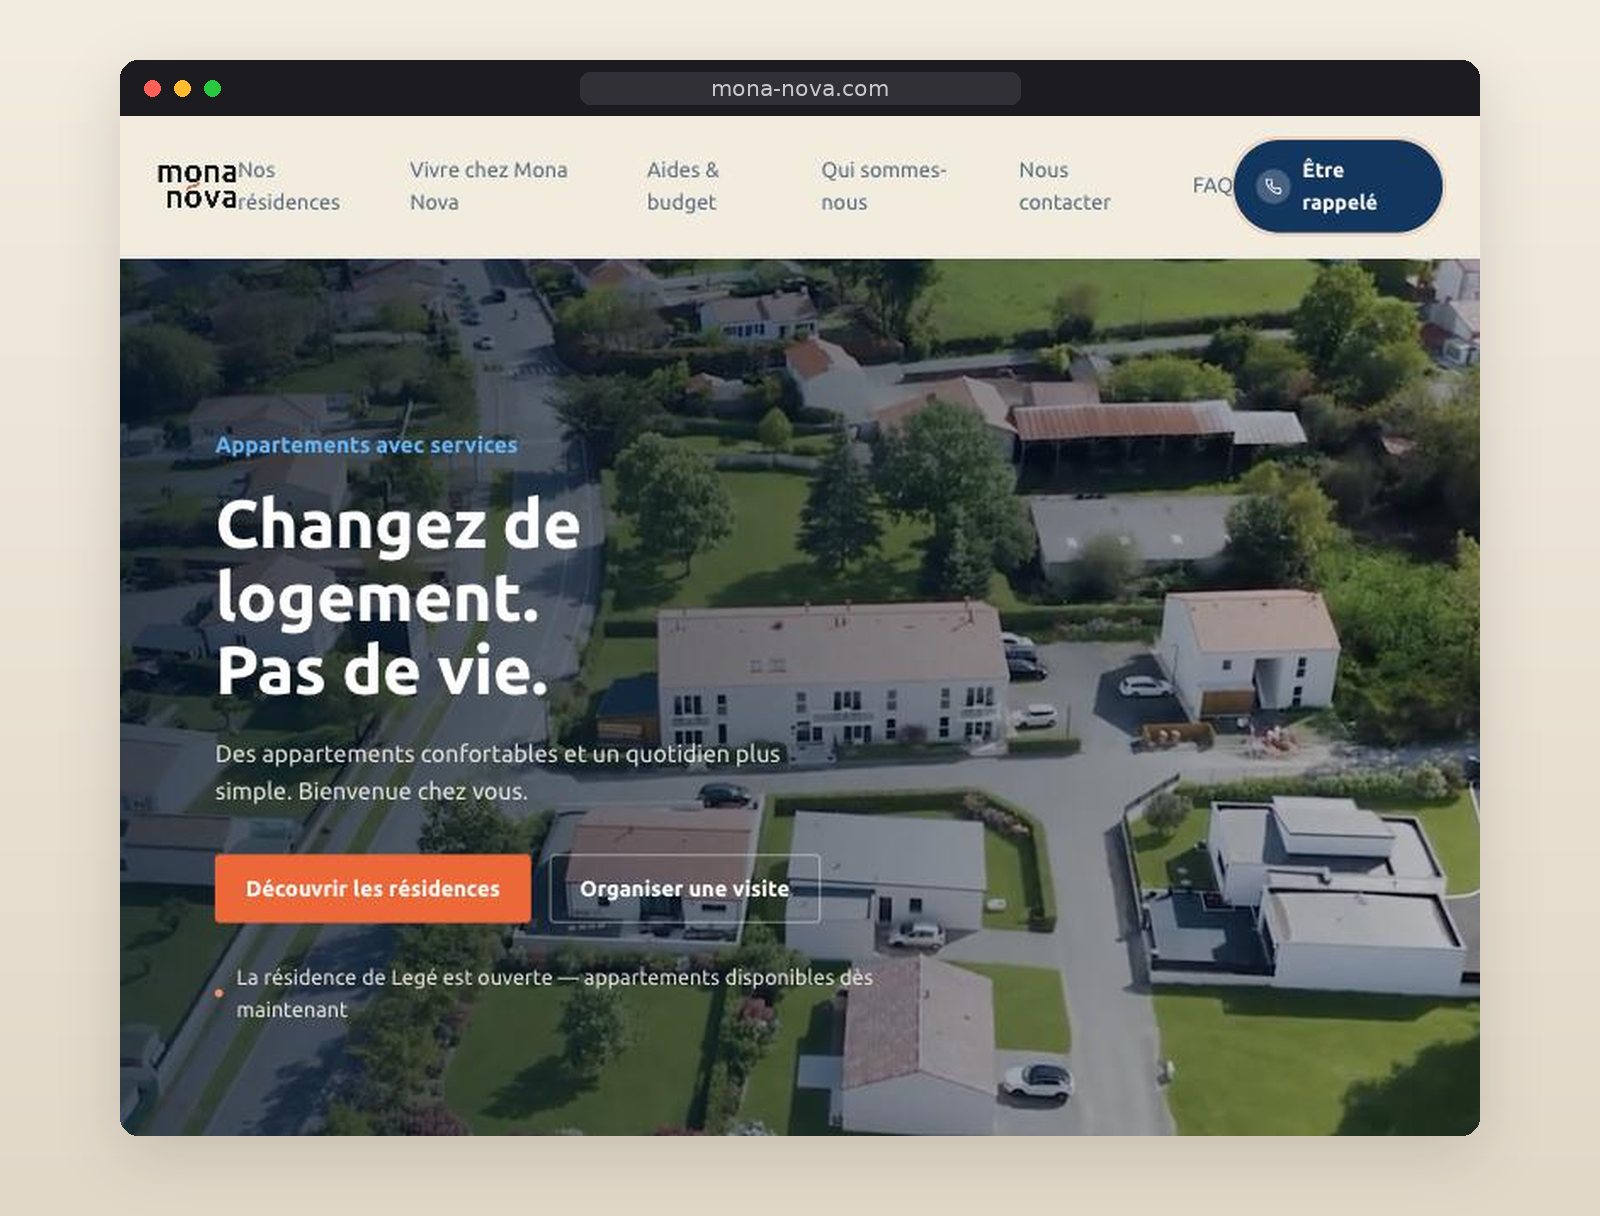 mona-nova.com
mona
nova
Nos
résidences
Vivre chez Mona
Nova
Aides &
budget
Qui sommes-
nous
Nous
contacter
FAQ
Être
rappelé
Appartements avec services
Changez de
logement.
Pas de vie.
Des appartements confortables et un quotidien plus
simple. Bienvenue chez vous.
Découvrir les résidences
Organiser une visite
La résidence de Legé est ouverte — appartements disponibles dès
maintenant